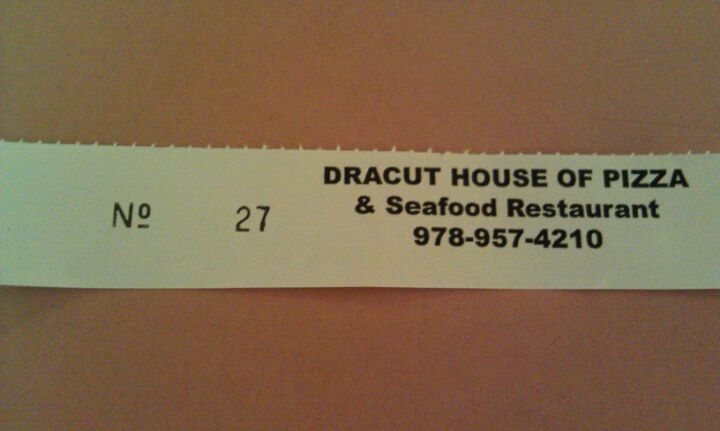 Nº 27
DRACUT HOUSE OF PIZZA
& Seafood Restaurant
978-957-4210